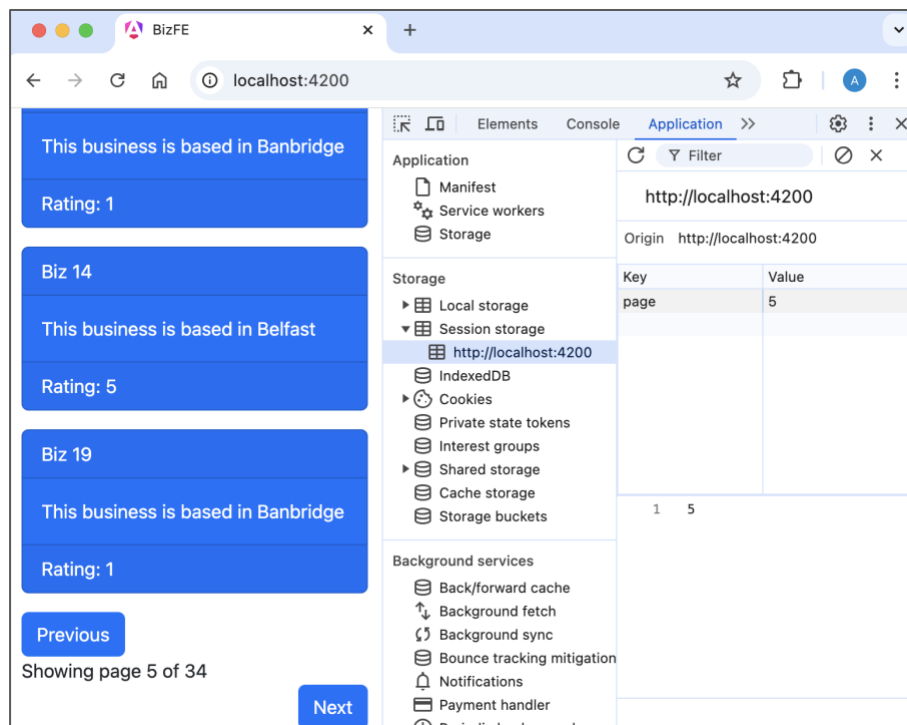 BizFE
localhost:4200
A
This business is based in Banbridge
Rating: 1
Biz 14
This business is based in Belfast
Rating: 5
Biz 19
This business is based in Banbridge
Rating: 1
Previous
Showing page 5 of 34
Next
Elements Console Application
Application
Manifest
Service workers
Storage
Storage
Local storage
Session storage
http://localhost:4200
IndexedDB
Cookies
Private state tokens
Interest groups
Shared storage
Cache storage
Storage buckets
Background services
Back/forward cache
Background fetch
Background sync
Bounce tracking mitigation
Notifications
Payment handler
Filter
http://localhost:4200
Origin http://localhost:4200
Key Value
page 5
1 5